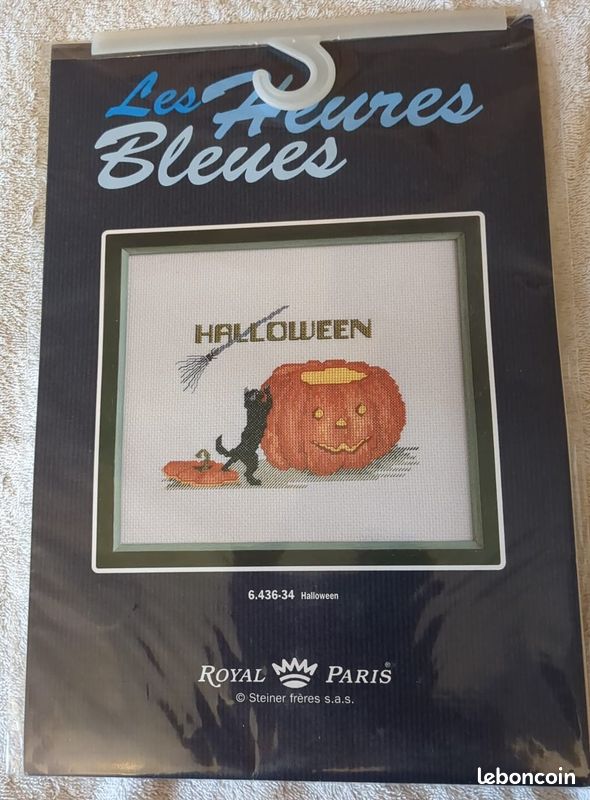 Les Heures
Bleues
HALLOWEEN
6.436-34 Halloween
ROYAL PARIS®
© Steiner frères s.a.s.
leboncoin